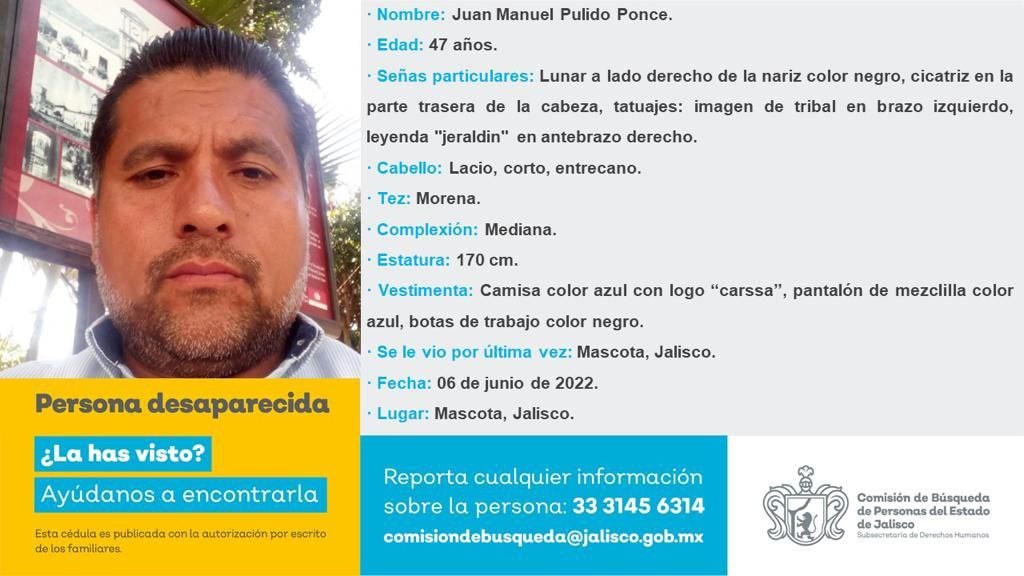 · Nombre: Juan Manuel Pulido Ponce.
· Edad: 47 años.
· Señas particulares: Lunar a lado derecho de la nariz color negro, cicatriz en la
parte trasera de la cabeza, tatuajes: imagen de tribal en brazo izquierdo,
leyenda "jeraldin" en antebrazo derecho.
· Cabello: Lacio, corto, entrecano.
· Tez: Morena.
· Complexión: Mediana.
· Estatura: 170 cm.
· Vestimenta: Camisa color azul con logo “carssa”, pantalón de mezclilla color
azul, botas de trabajo color negro.
· Se le vio por última vez: Mascota, Jalisco.
· Fecha: 06 de junio de 2022.
· Lugar: Mascota, Jalisco.
Persona desaparecida
¿La has visto?
Ayúdanos a encontrarla
Esta cédula es publicada con la autorización por escrito
de los familiares.
Reporta cualquier información
sobre la persona: 33 3145 6314
comisiondebusqueda@jalisco.gob.mx
Comisión de Búsqueda
de Personas del Estado
de Jalisco
Subsecretaría de Derechos Humanos